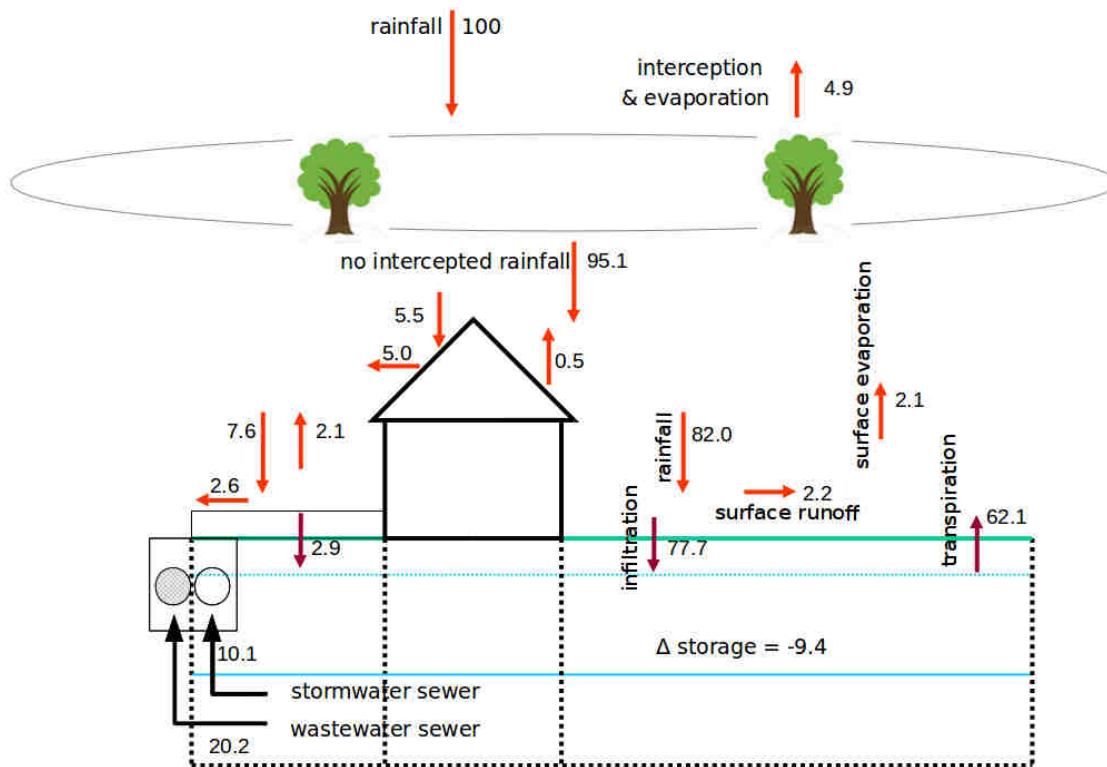 rainfall 100
interception
& evaporation
4.9
no intercepted rainfall
95.1
5.5
5.0
0.5
surface evaporation
2.1
7.6
2.1
rainfall
82.0
2.6
2.2
surface runoff
transpiration
62.1
2.9
infiltration
77.7
Δ storage = -9.4
10.1
stormwater sewer
wastewater sewer
20.2